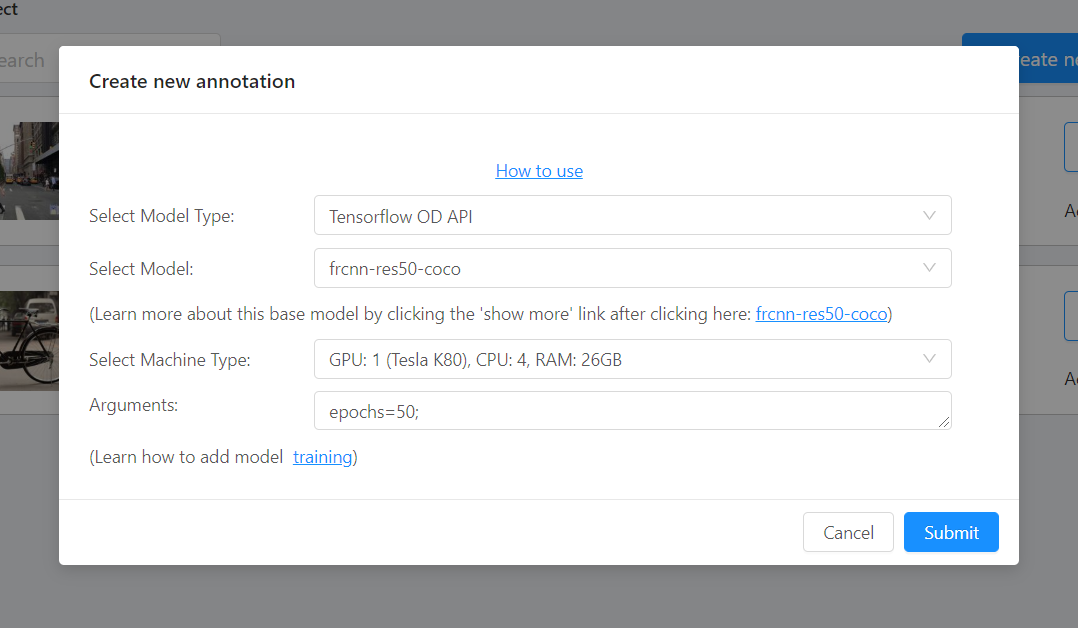 ect
earch
eate ne
Create new annotation
How to use
Select Model Type: Tensorflow OD API
Select Model: frcnn-res50-coco
(Learn more about this base model by clicking the 'show more' link after clicking here: frcnn-res50-coco)
Select Machine Type: GPU: 1 (Tesla K80), CPU: 4, RAM: 26GB
Arguments: epochs=50;
(Learn how to add model training)
Cancel Submit